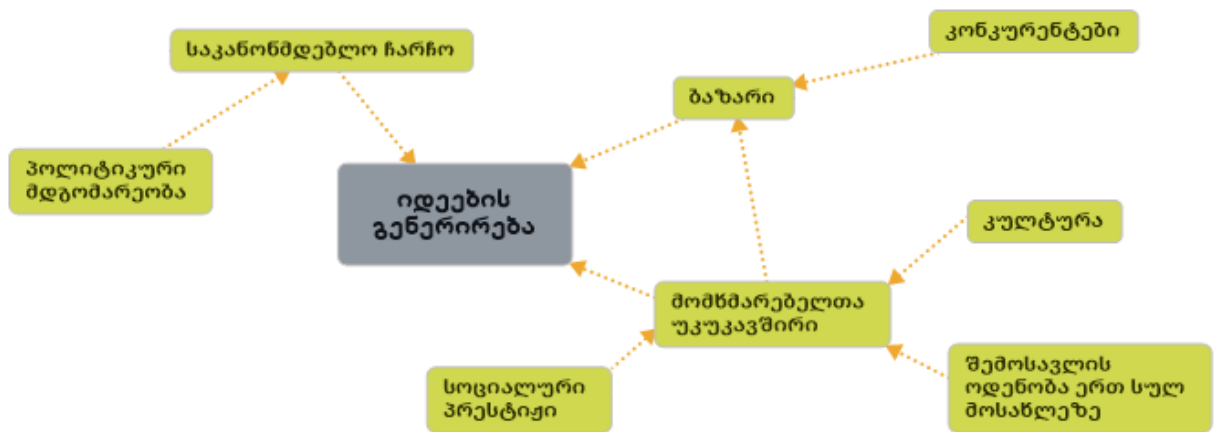 საკანონმდებლო ჩარჩო
კონკურენტები
ბაზარი
პოლიტიკური
მდგომარეობა
იდეების
გენერირება
კულტურა
მომხმარებელთა
უკუკავშირი
სოციალური
პრესტიჟი
შემოსავლის
ოდენობა ერთ სულ
მოსახლეზე